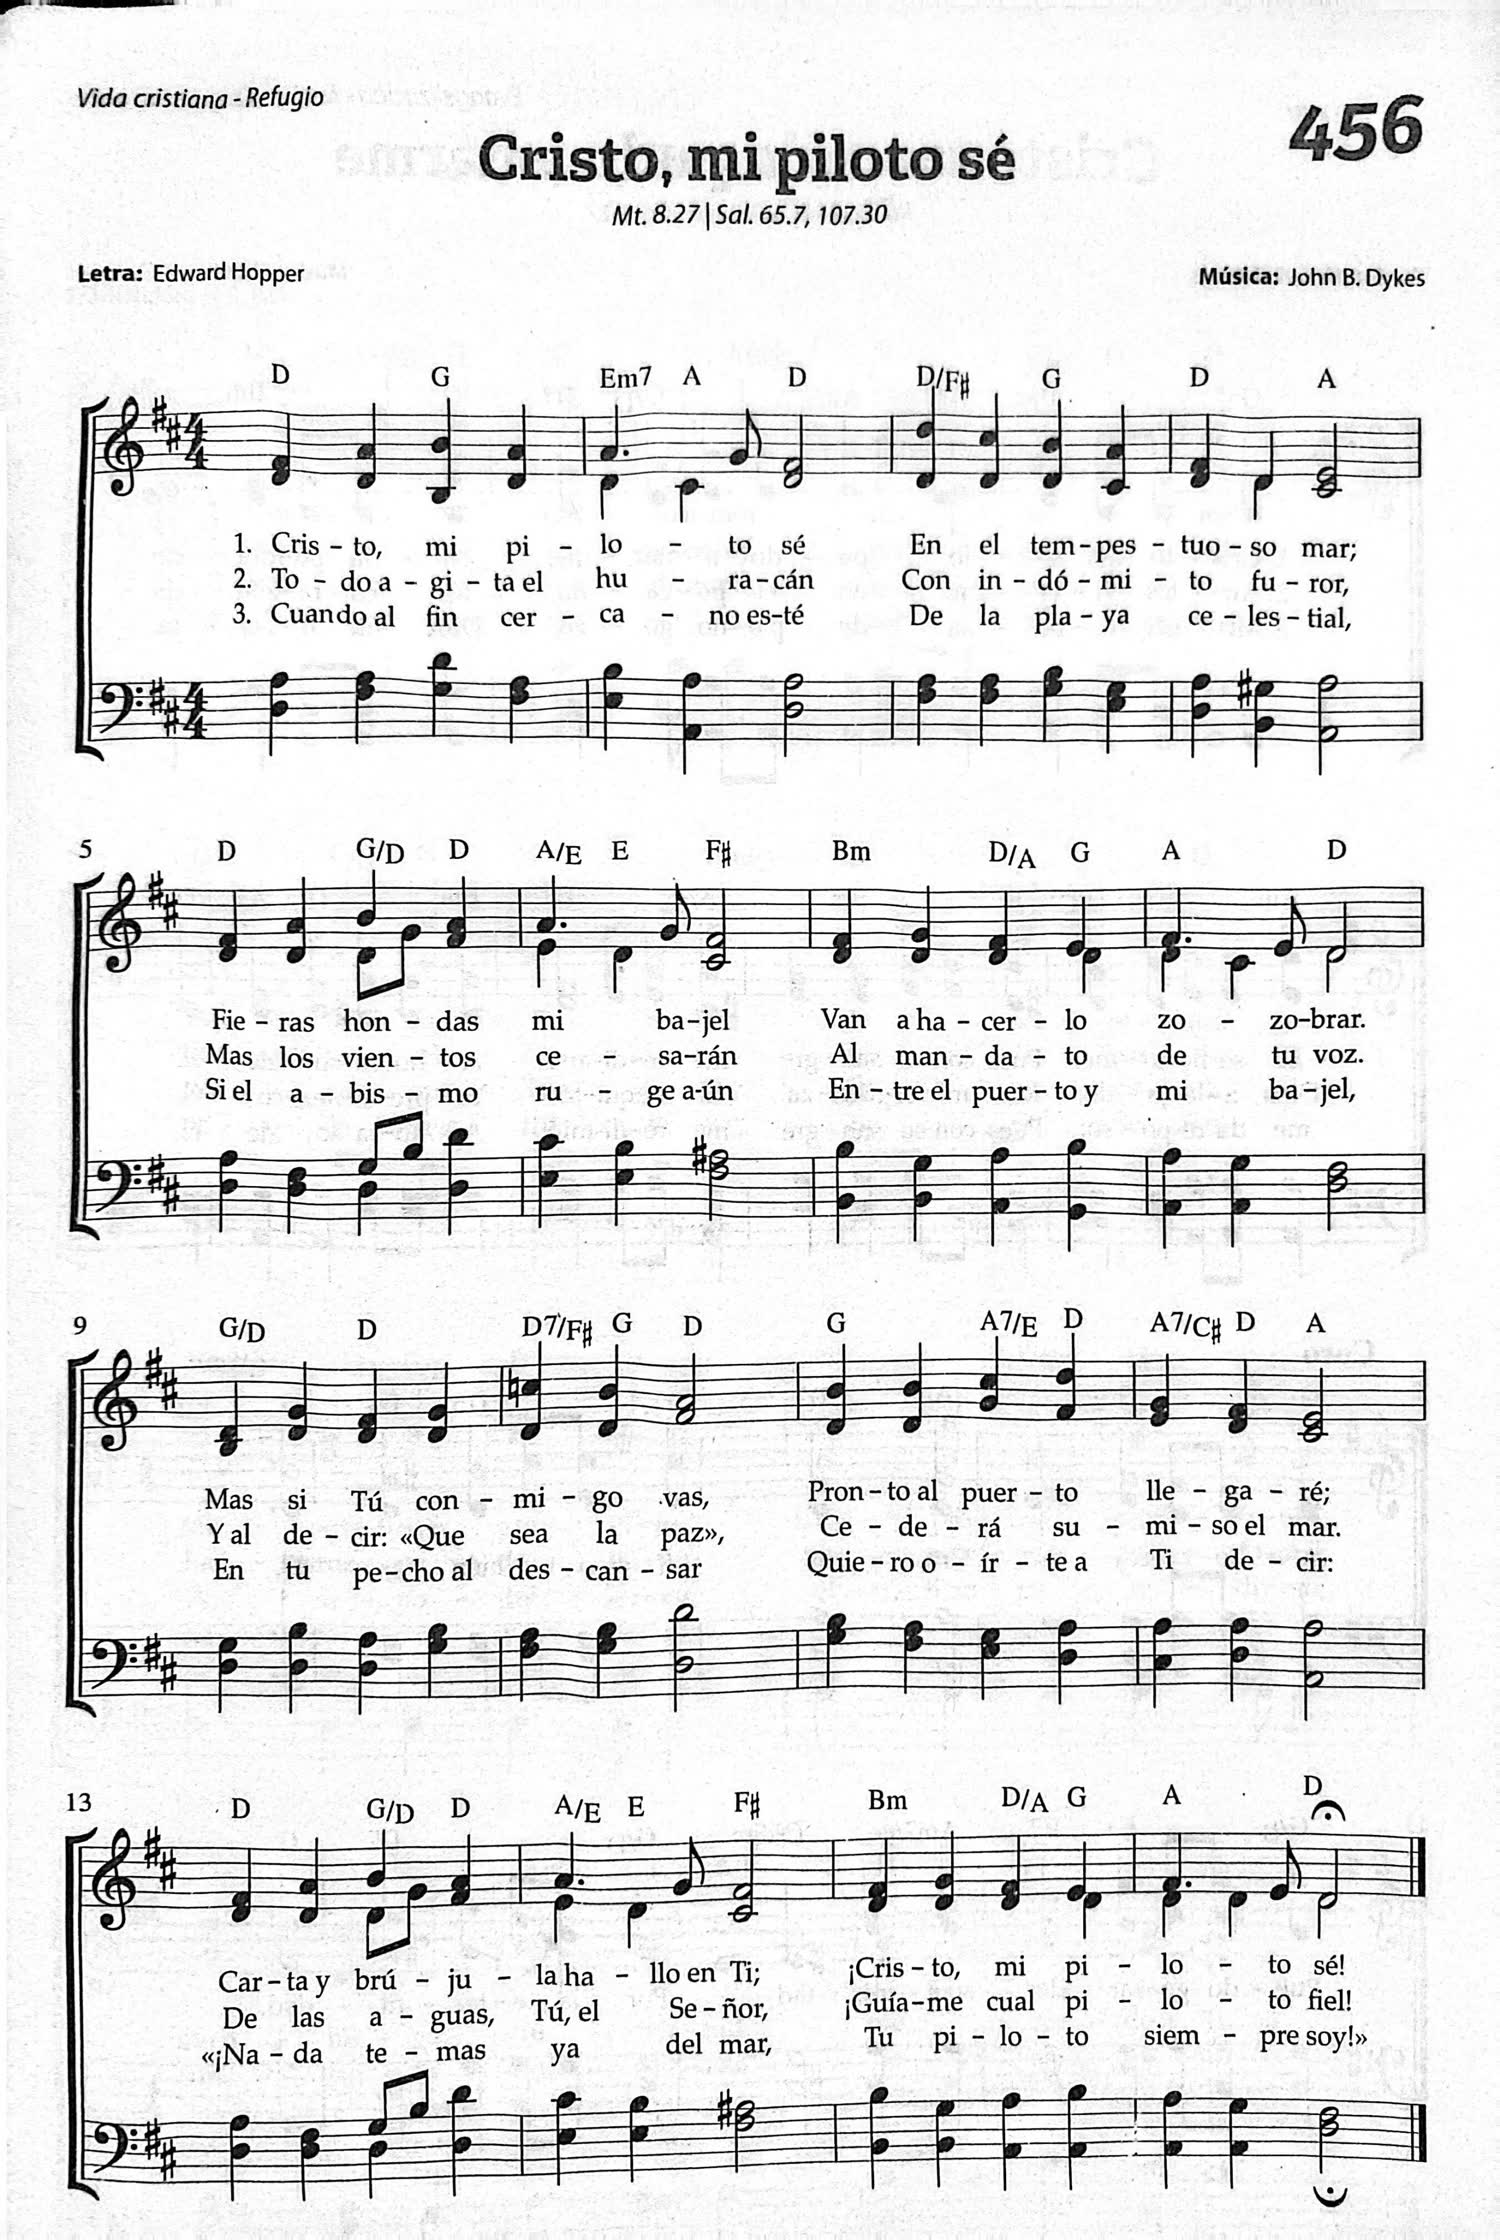 Vida cristiana - Refugio
456
Cristo, mi piloto sé
Mt. 8.27 | Sal. 65.7, 107.30
Letra: Edward Hopper
Música: John B. Dykes
D G Em7 A D D/F♯ G D A
1. Cris – to, mi pi – lo – to sé En el tem – pes – tuo – so mar;
2. To – do a – gi – ta el hu – ra – cán Con in – dó – mi – to fu – ror,
3. Cuando al fin cer – ca – no es – té De la pla – ya ce – les – tial,
5 D G/D D A/E E F♯ Bm D/A G A D
Fie – ras hon – das mi ba – jel Van a ha – cer – lo zo – zo – brar.
Mas los vien – tos ce – sa – rán Al man – da – to de tu voz.
Si el a – bis – mo ru – ge a-ún En – tre el puer – to y mi ba – jel,
9 G/D D D7/F♯ G D G A7/E D A7/C♯ D A
Mas si Tú con – mi – go vas, Pron – to al puer – to lle – ga – ré;
Y al de – cir: «Que sea la paz», Ce – de – rá su – mi – so el mar.
En tu pe – cho al des – can – sar Quie – ro o – ír – te a Ti de – cir:
13 D G/D D A/E E F♯ Bm D/A G A D
Car – ta y brú – ju – la ha – llo en Ti; ¡Cris – to, mi pi – lo – to sé!
De las a – guas, Tú, el Se – ñor, ¡Guía – me cual pi – lo – to fiel!
«¡Na – da te – mas ya del mar, Tu pi – lo – to siem – pre soy!»